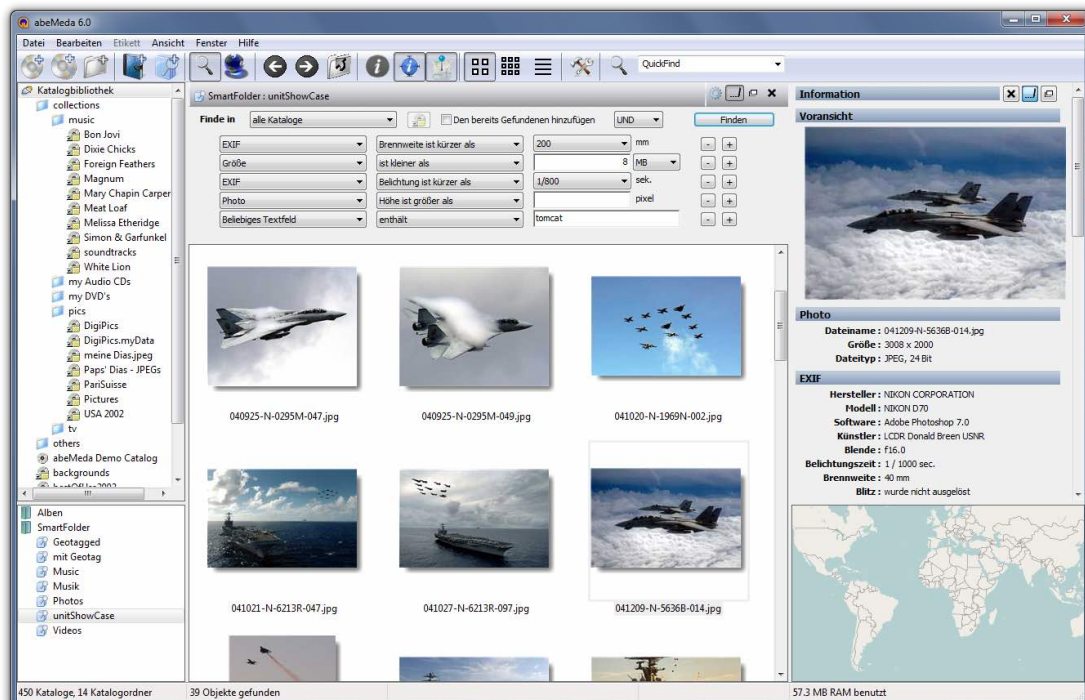 abeMeda 6.0
Datei Bearbeiten Etikett Ansicht Fenster Hilfe
QuickFind
Katalogbibliothek
collections
music
Bon Jovi
Dixie Chicks
Foreign Feathers
Magnum
Mary Chapin Carper
Meat Loaf
Melissa Etheridge
Simon & Garfunkel
soundtracks
White Lion
my Audio CDs
my DVD's
pics
DigiPics
DigiPics.myData
meine Dias.jpeg
Paps' Dias - JPEGs
PariSuisse
Pictures
USA 2002
tv
others
abeMeda Demo Catalog
backgrounds
Alben
SmartFolder
Geotagged
mit Geotag
Music
Musik
Photos
unitShowCase
Videos
SmartFolder : unitShowCase
Finde in alle Kataloge Den bereits Gefundenen hinzufügen UND Finden
EXIF Brennweite ist kürzer als 200 mm
Größe ist kleiner als 8 MB
EXIF Belichtung ist kürzer als 1/800 sek.
Photo Höhe ist größer als pixel
Beliebiges Textfeld enthält tomcat
040925-N-0295M-047.jpg 040925-N-0295M-049.jpg 041020-N-1969N-002.jpg
041021-N-6213R-047.jpg 041027-N-6213R-097.jpg 041209-N-5636B-014.jpg
Information
Voransicht
Photo
Dateiname : 041209-N-5636B-014.jpg
Größe : 3008 x 2000
Dateityp : JPEG, 24 Bit
EXIF
Hersteller : NIKON CORPORATION
Modell : NIKON D70
Software : Adobe Photoshop 7.0
Künstler : LCDR Donald Breen USNR
Blende : f16.0
Belichtungszeit : 1 / 1000 sec.
Brennweite : 40 mm
Blitz : wurde nicht ausgelöst
450 Kataloge, 14 Katalogordner 39 Objekte gefunden 57.3 MB RAM benutzt